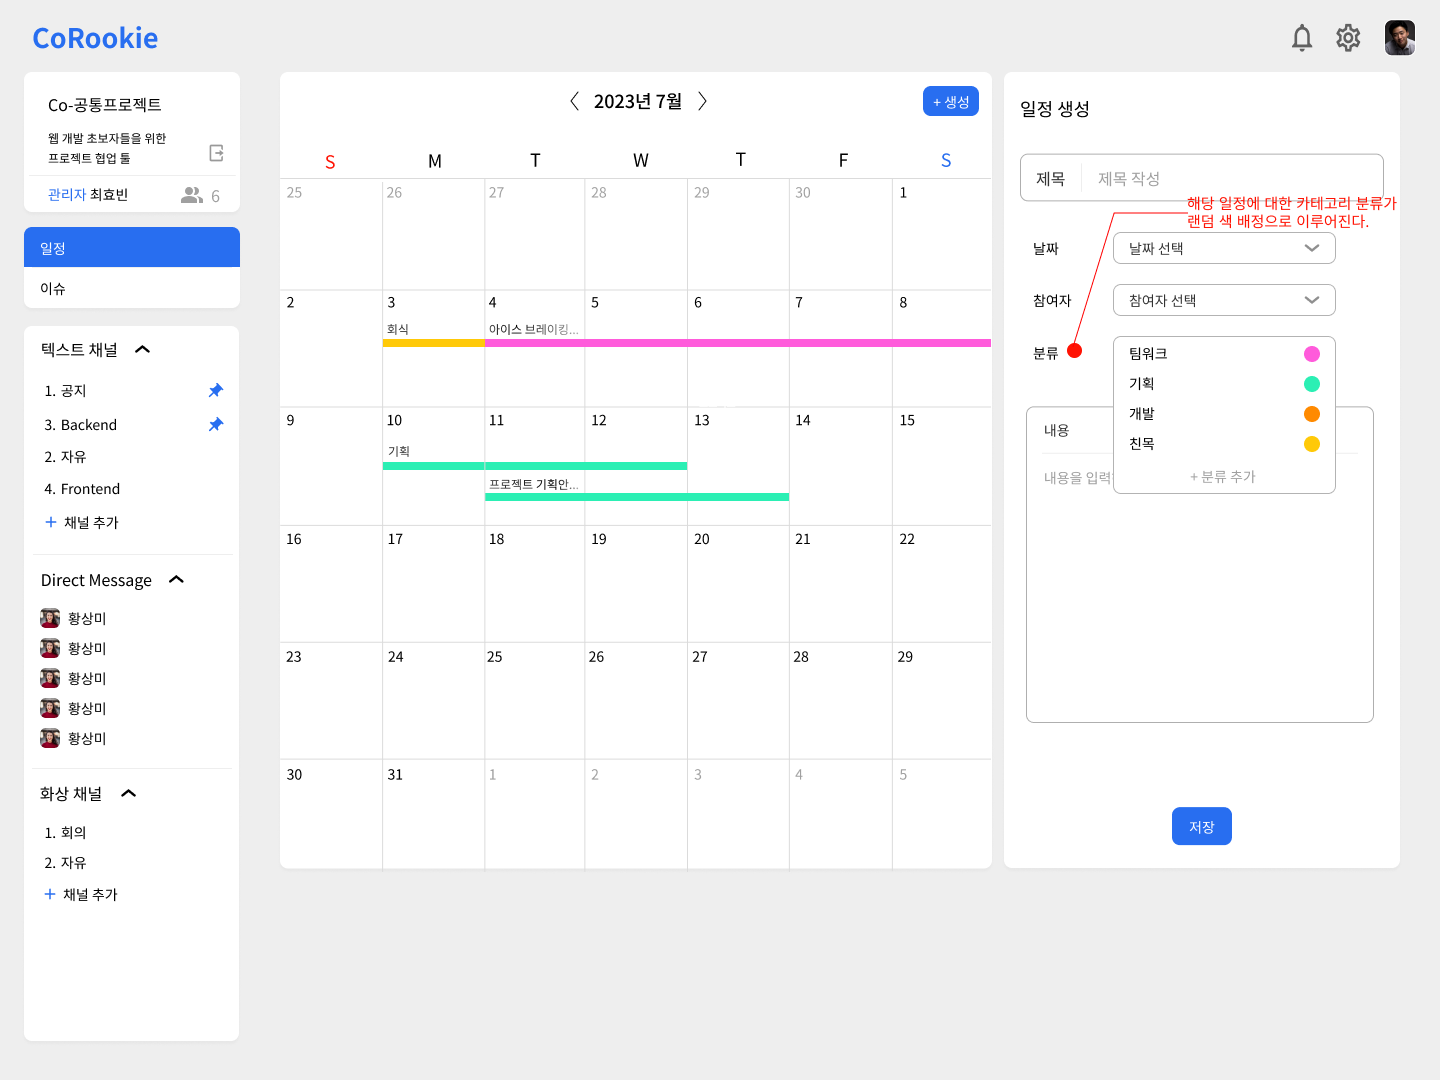 CoRookie
Co-공통프로젝트
웹 개발 초보자들을 위한
프로젝트 협업 툴
관리자 최효빈 6
일정
이슈
텍스트 채널
1. 공지
3. Backend
2. 자유
4. Frontend
+ 채널 추가
Direct Message
황상미
황상미
황상미
황상미
황상미
화상 채널
1. 회의
2. 자유
+ 채널 추가
2023년 7월
+ 생성
S M T W T F S
25 26 27 28 29 30 1
2 3 4 5 6 7 8
회식 아이스 브레이킹...
9 10 11 12 13 14 15
기획
프로젝트 기획안...
16 17 18 19 20 21 22
23 24 25 26 27 28 29
30 31 1 2 3 4 5
일정 생성
제목 제목 작성
해당 일정에 대한 카테고리 분류가
랜덤 색 배정으로 이루어진다.
날짜 날짜 선택
참여자 참여자 선택
분류 팀워크
기획
개발
친목
+ 분류 추가
내용
내용을 입력
저장